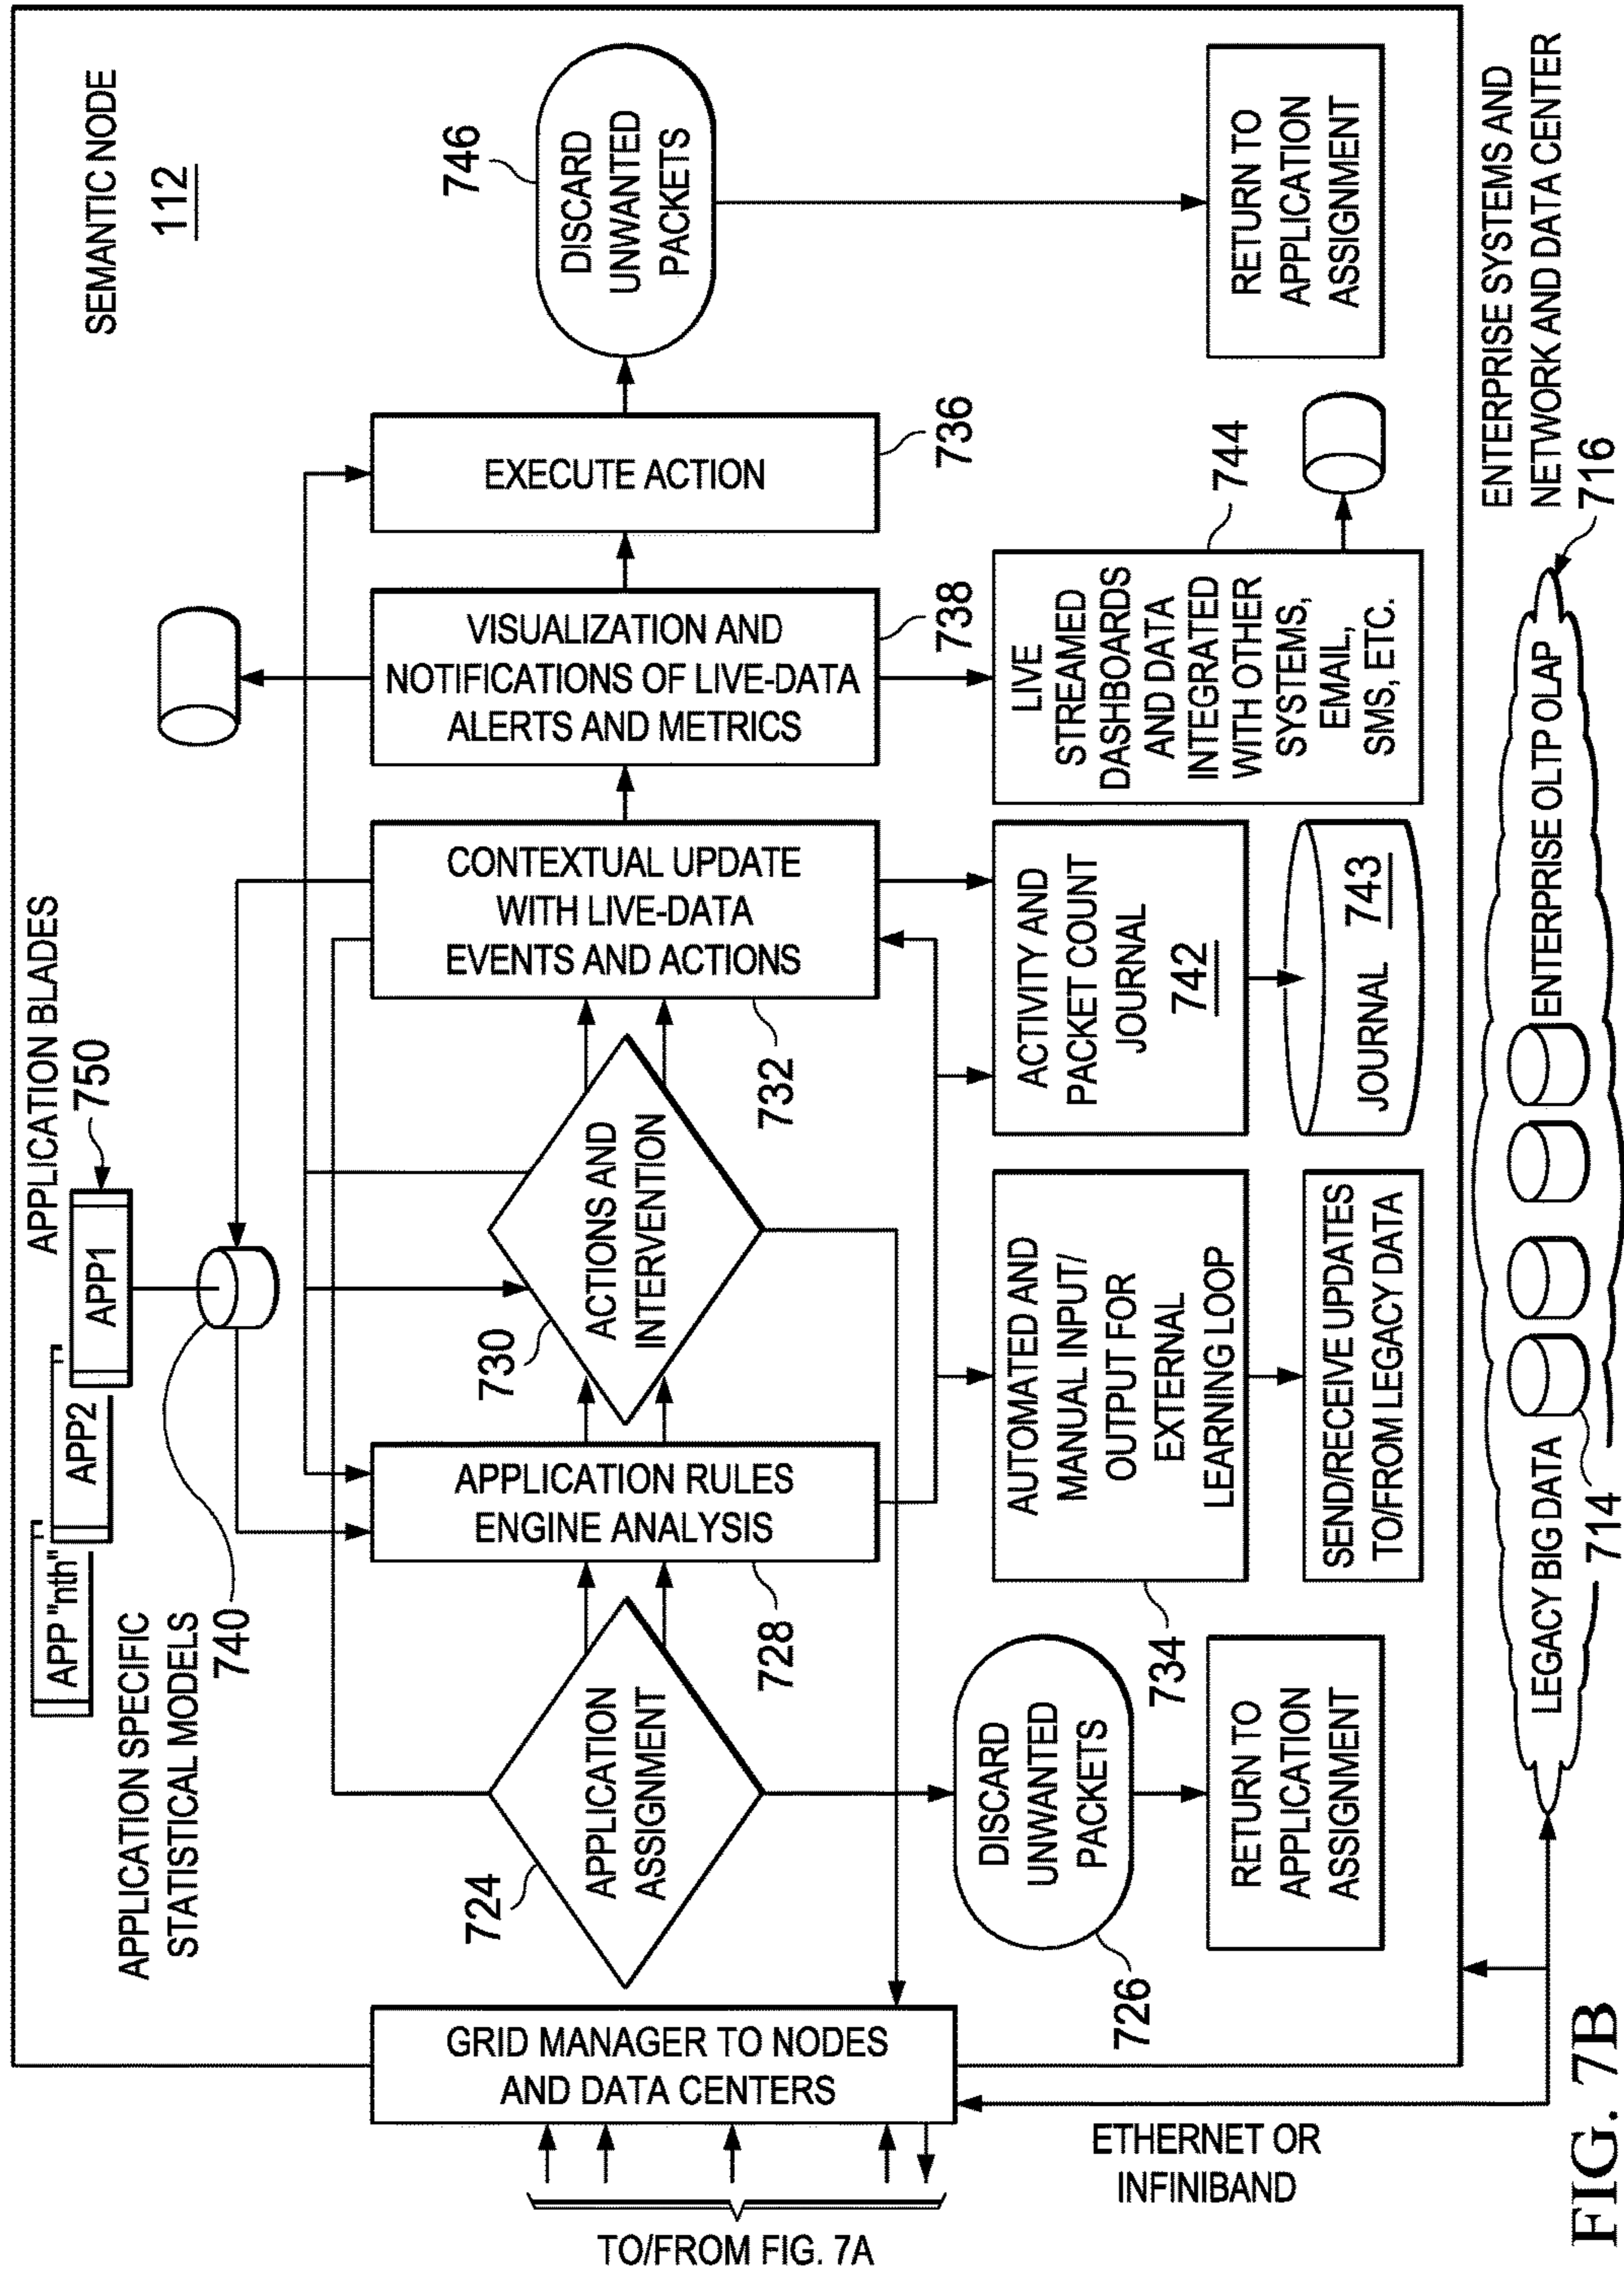 SEMANTIC NODE
112
APPLICATION BLADES
750
APP "nth"
APP2
APP1
APPLICATION SPECIFIC
STATISTICAL MODELS
740
GRID MANAGER TO NODES
AND DATA CENTERS
TO/FROM FIG. 7A
724
APPLICATION
ASSIGNMENT
APPLICATION RULES
ENGINE ANALYSIS
728
730
ACTIONS AND
INTERVENTION
CONTEXTUAL UPDATE
WITH LIVE-DATA
EVENTS AND ACTIONS
732
VISUALIZATION AND
NOTIFICATIONS OF LIVE-DATA
ALERTS AND METRICS
738
EXECUTE ACTION
736
746
DISCARD
UNWANTED
PACKETS
DISCARD
UNWANTED
PACKETS
726
RETURN TO
APPLICATION
ASSIGNMENT
734
AUTOMATED AND
MANUAL INPUT/
OUTPUT FOR
EXTERNAL
LEARNING LOOP
SEND/RECEIVE UPDATES
TO/FROM LEGACY DATA
ACTIVITY AND
PACKET COUNT
JOURNAL
742
JOURNAL 743
LIVE
STREAMED
DASHBOARDS
AND DATA
INTEGRATED
WITH OTHER
SYSTEMS,
EMAIL,
SMS, ETC.
744
RETURN TO
APPLICATION
ASSIGNMENT
ETHERNET OR
INFINIBAND
LEGACY BIG DATA
714
ENTERPRISE OLTP OLAP
ENTERPRISE SYSTEMS AND
NETWORK AND DATA CENTER
716
FIG. 7B